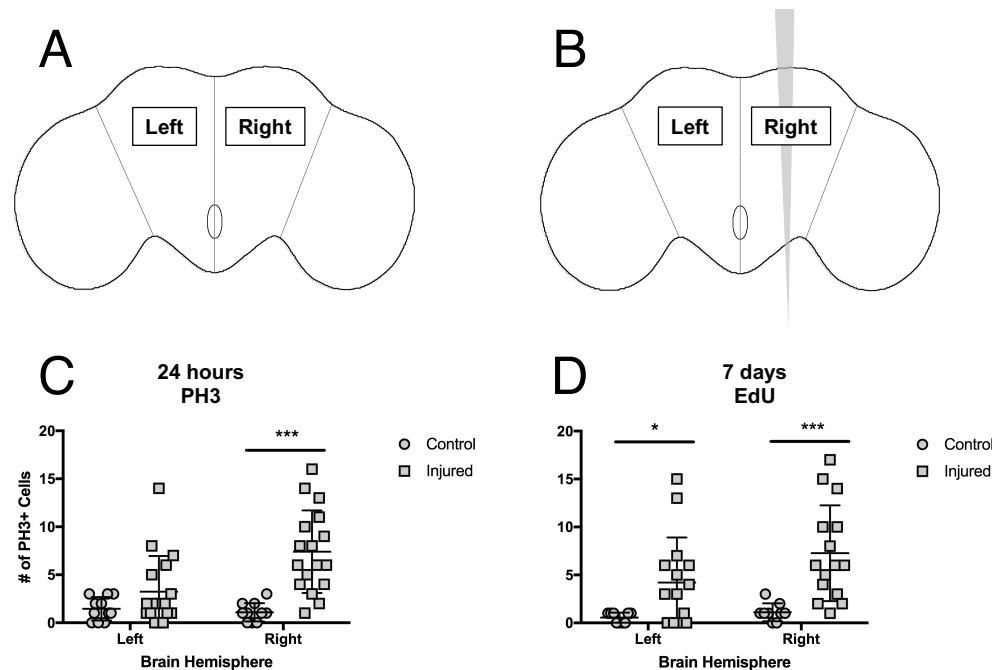 A
B
Left
Right
Left
Right
C
24 hours
PH3
# of PH3+ Cells
20
15
10
5
0
***
Control
Injured
Left
Right
Brain Hemisphere
D
7 days
EdU
20
15
10
5
0
*
***
Control
Injured
Left
Right
Brain Hemisphere